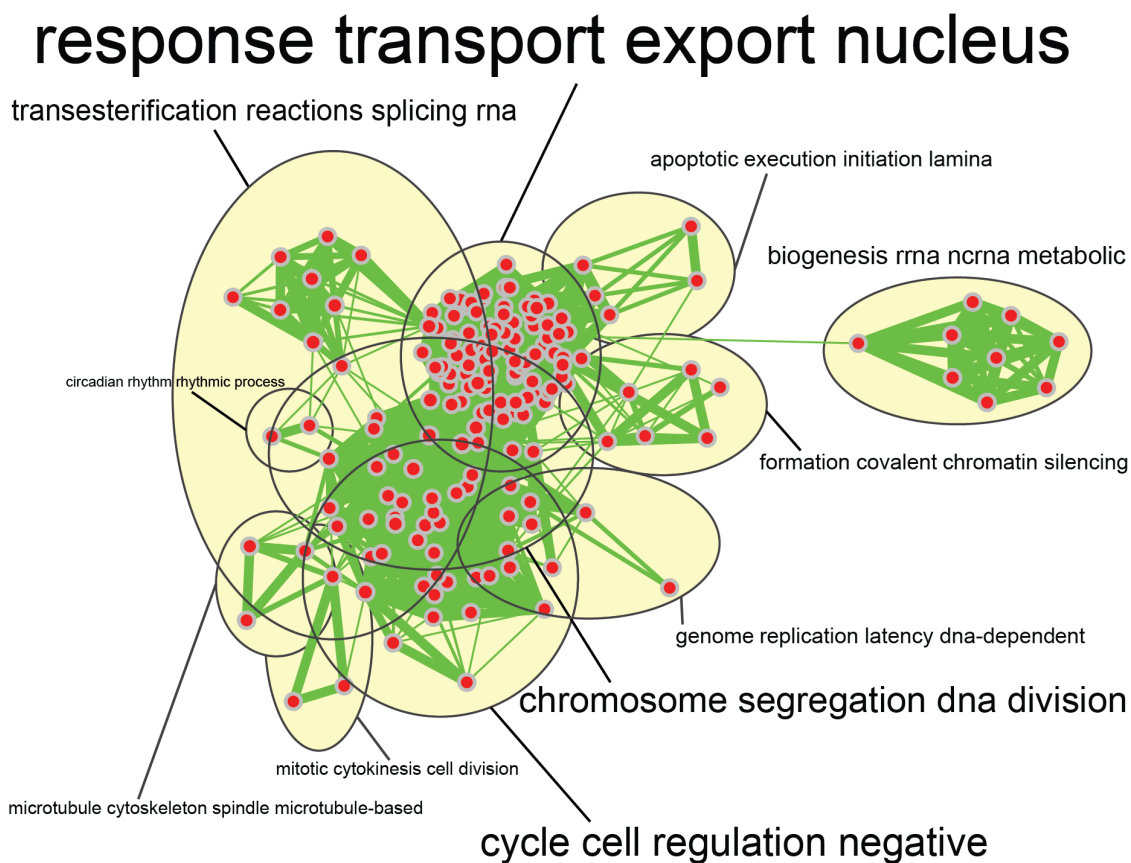 response transport export nucleus
transesterification reactions splicing rna
apoptotic execution initiation lamina
biogenesis rrna ncrna metabolic
circadian rhythm rhythmic process
formation covalent chromatin silencing
genome replication latency dna-dependent
chromosome segregation dna division
mitotic cytokinesis cell division
microtubule cytoskeleton spindle microtubule-based
cycle cell regulation negative